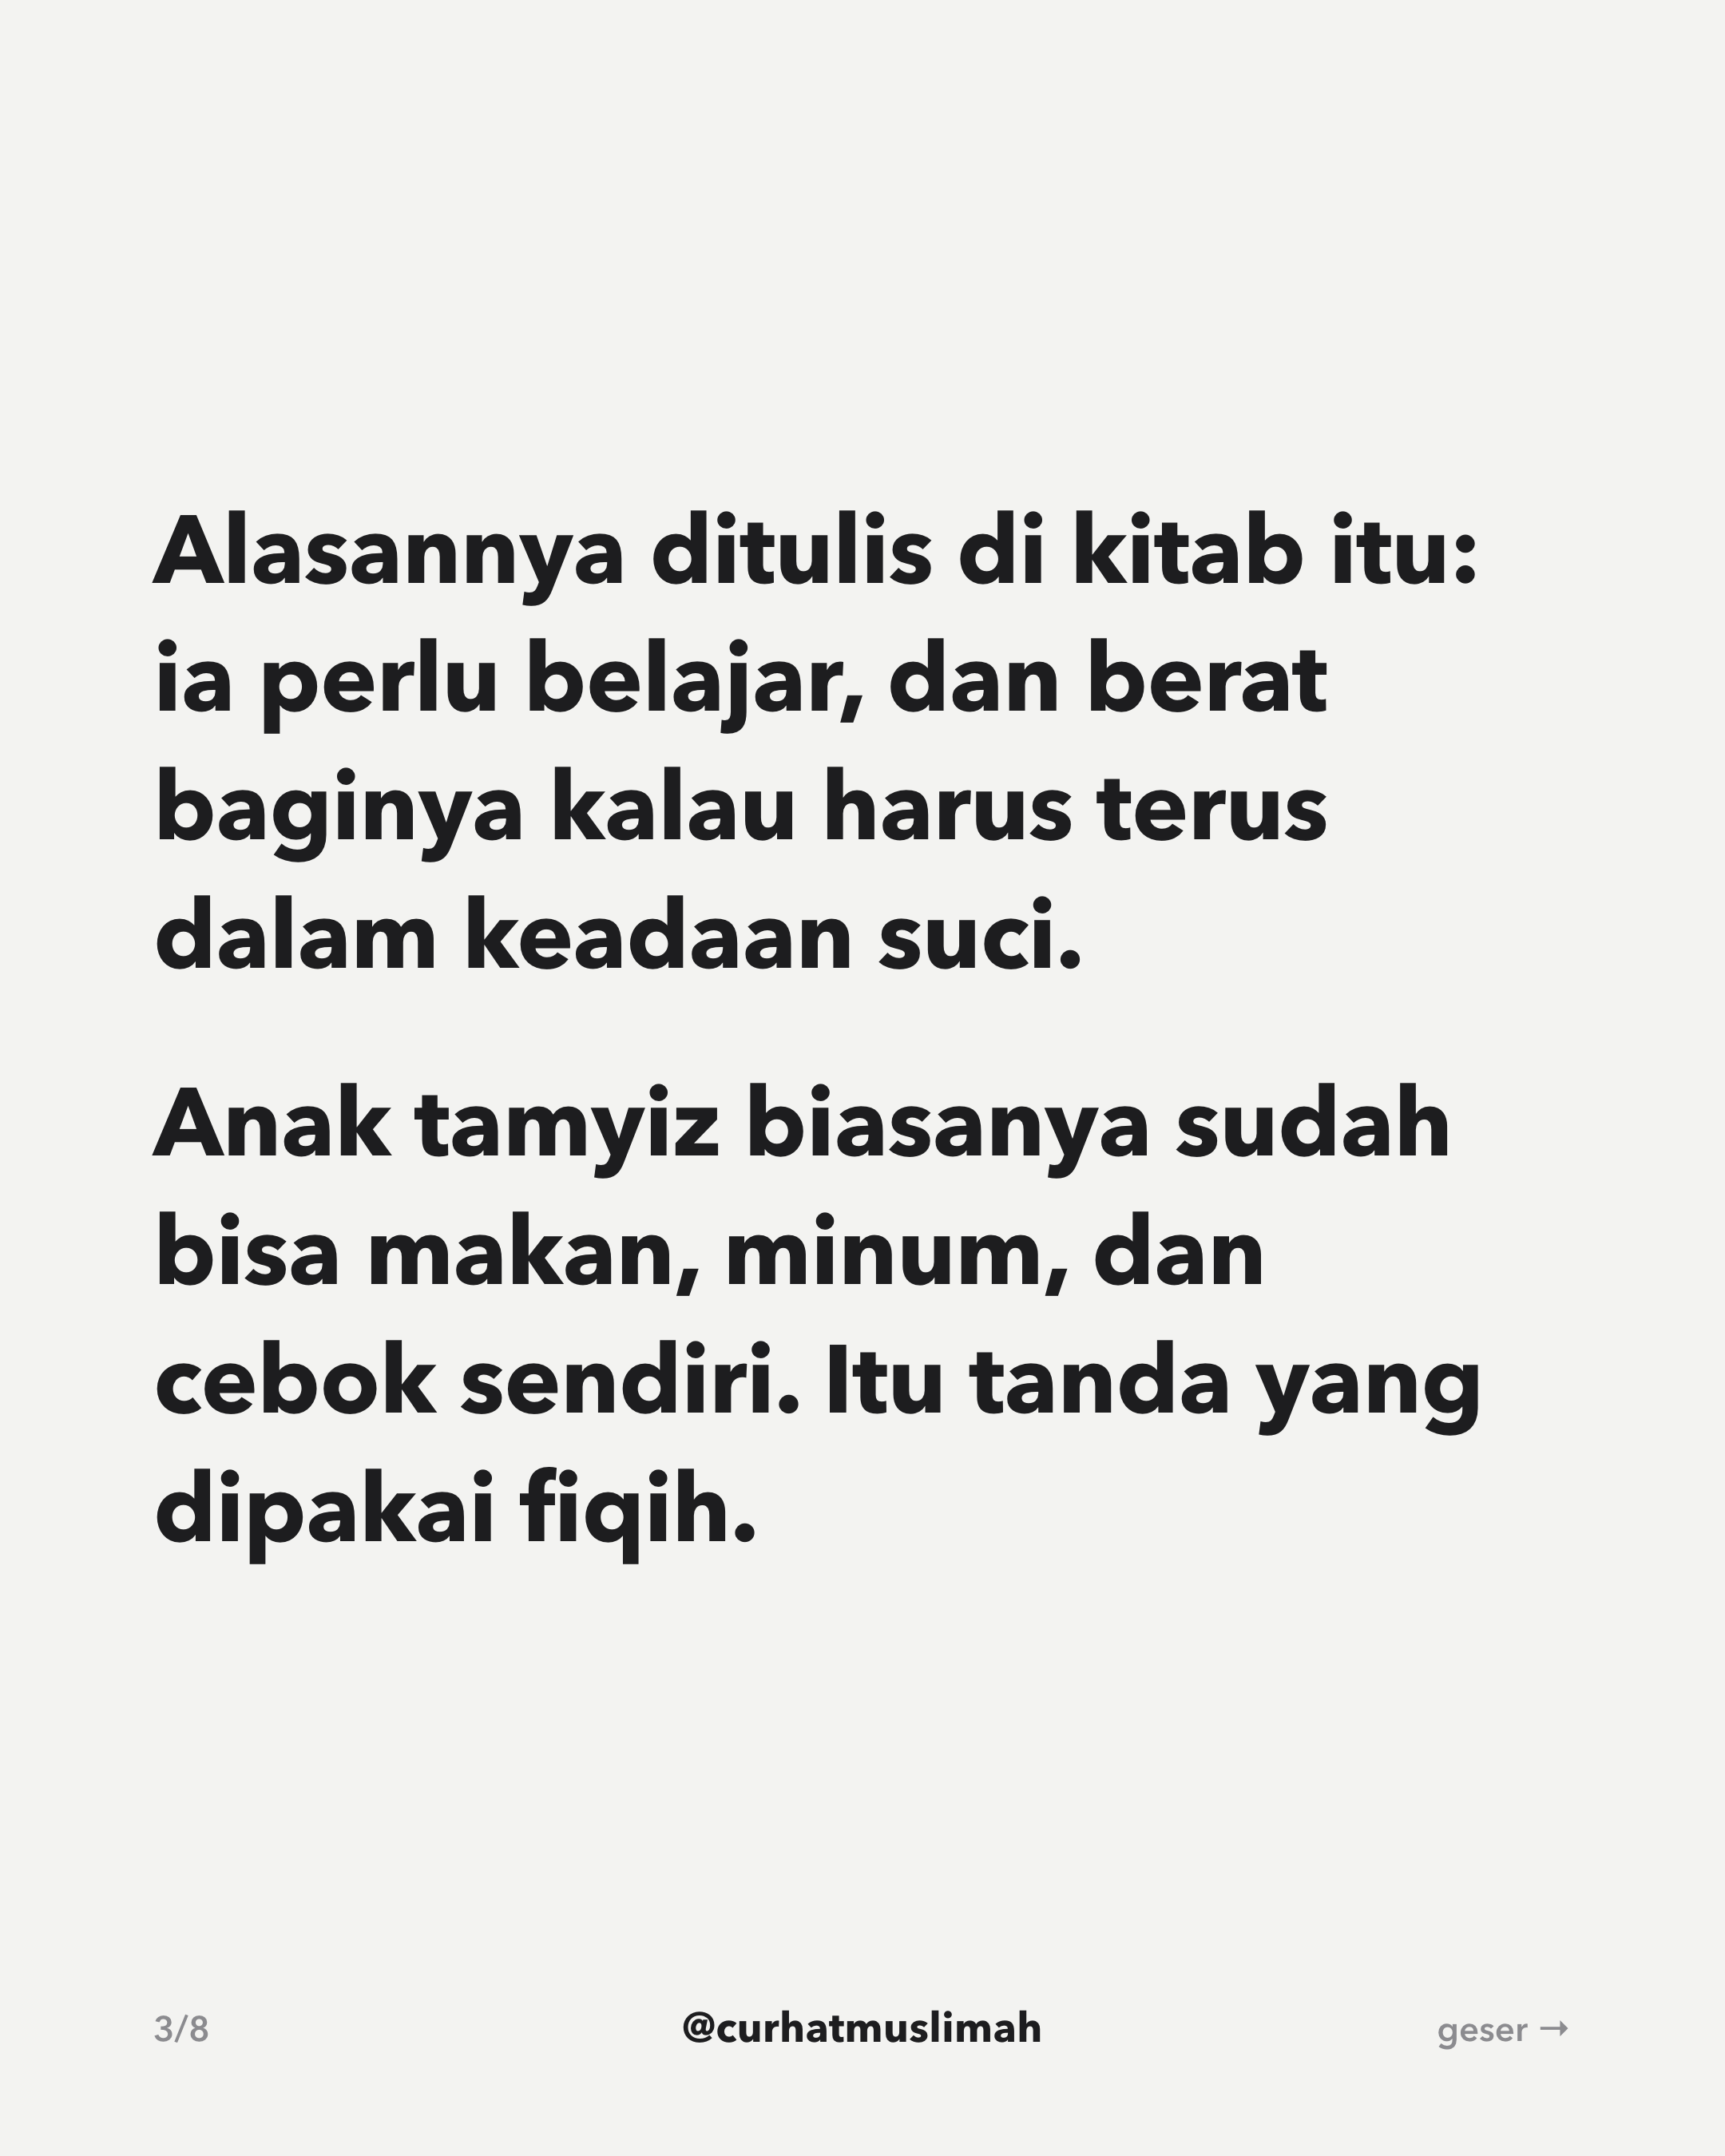 Alasannya ditulis di kitab itu:
ia perlu belajar, dan berat
baginya kalau harus terus
dalam keadaan suci.
Anak tamyiz biasanya sudah
bisa makan, minum, dan
cebok sendiri. Itu tanda yang
dipakai fiqih.
3/8
@curhatmuslimah
geser →